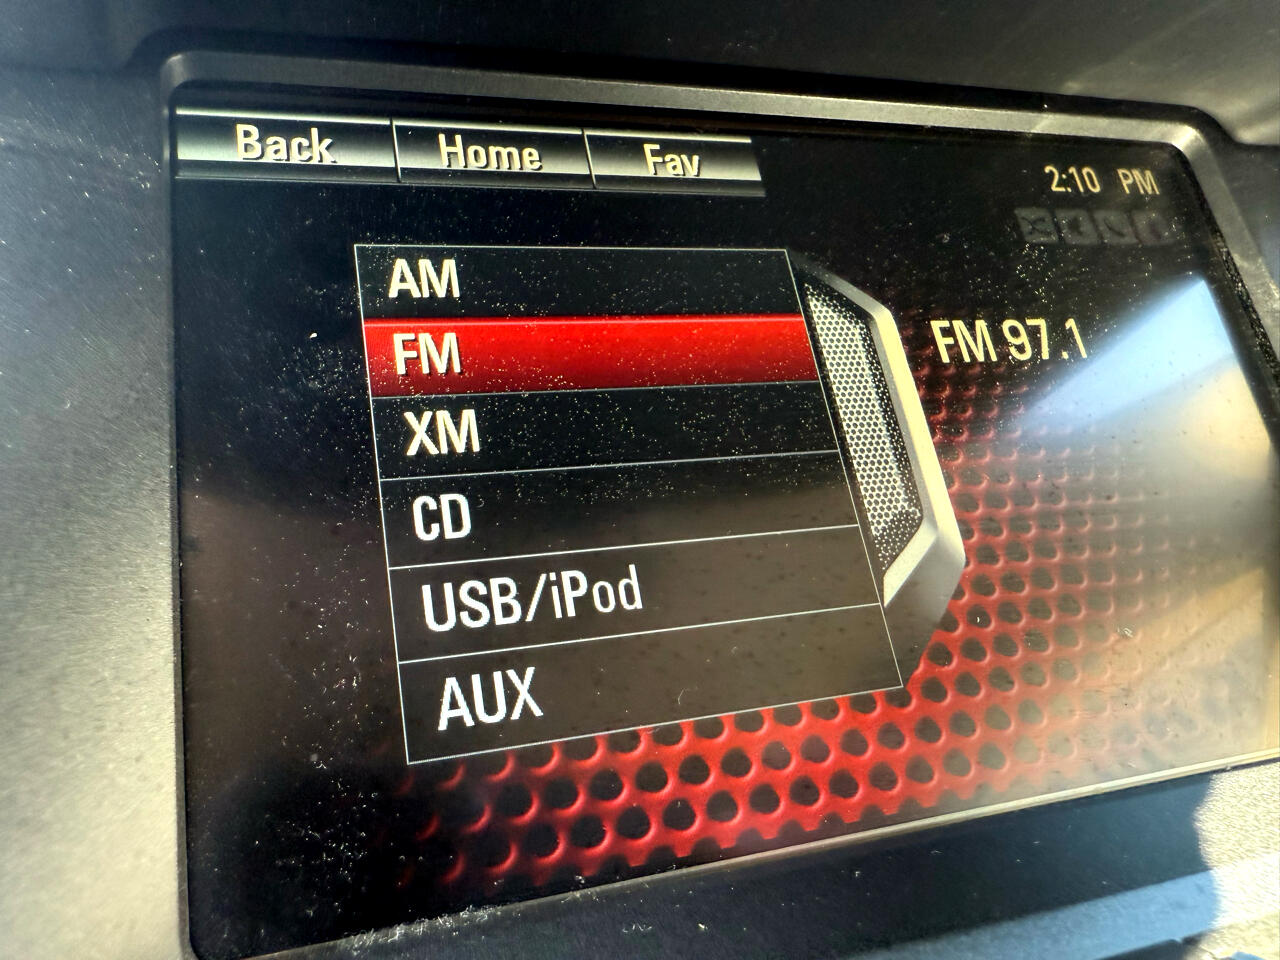 Back Home Fav
2:10 PM
AM
FM
FM 97.1
XM
CD
USB/iPod
AUX